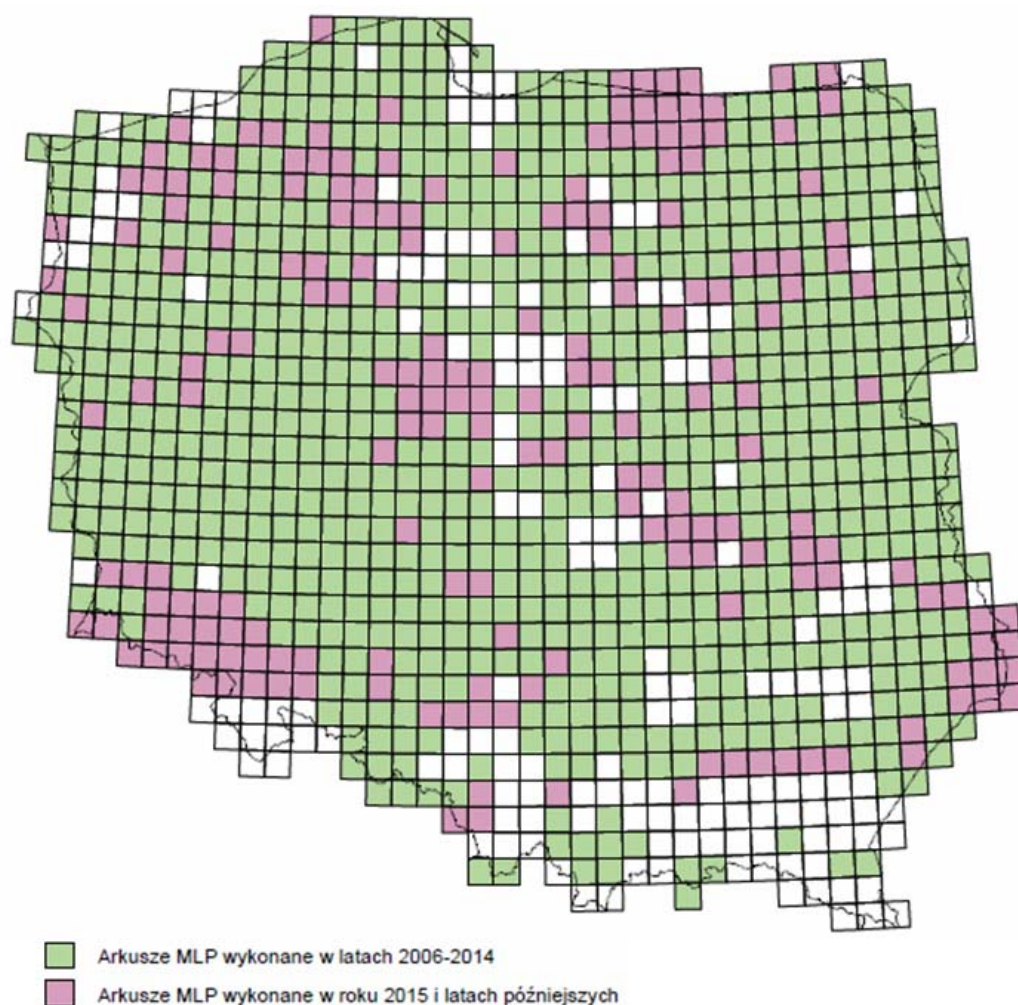 Arkusze MLP wykonane w latach 2006-2014
Arkusze MLP wykonane w roku 2015 i latach późniejszych